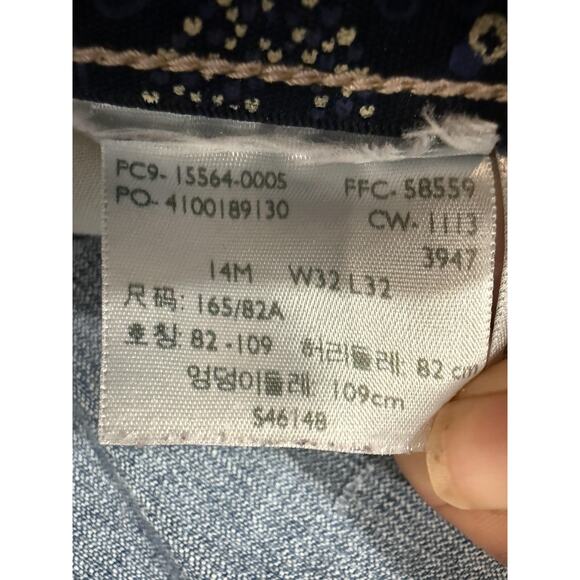 PC9- 15564-0005 FFC- 58559
PO- 4100189130 CW- 1113
3947
14M W32 L32
尺码: 165/82A
호칭 82 -109 허리둘레: 82 cm
엉덩이둘레: 109cm
S46148